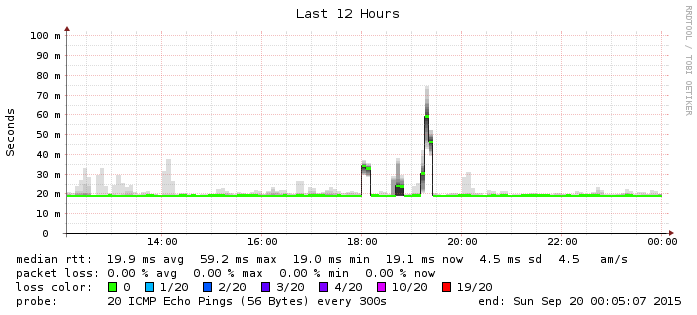 Last 12 Hours
RRDTOOL / TOBI OETIKER
Seconds
100 m
90 m
80 m
70 m
60 m
50 m
40 m
30 m
20 m
10 m
0
14:00 16:00 18:00 20:00 22:00 00:00
median rtt: 19.9 ms avg 59.2 ms max 19.0 ms min 19.1 ms now 4.5 ms sd 4.5 am/s
packet loss: 0.00 % avg 0.00 % max 0.00 % min 0.00 % now
loss color: 0 1/20 2/20 3/20 4/20 10/20 19/20
probe: 20 ICMP Echo Pings (56 Bytes) every 300s end: Sun Sep 20 00:05:07 2015